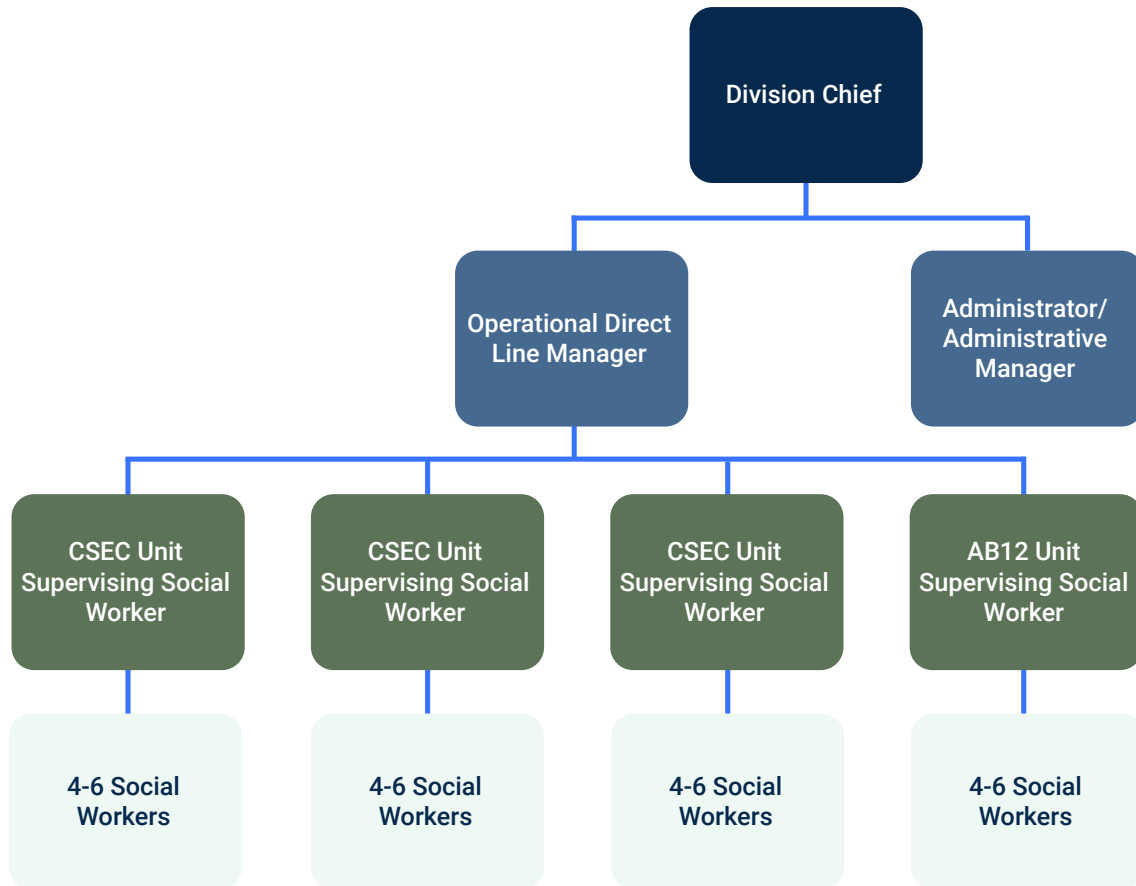 Division Chief
Operational Direct
Line Manager
Administrator/
Administrative
Manager
CSEC Unit
Supervising Social
Worker
CSEC Unit
Supervising Social
Worker
CSEC Unit
Supervising Social
Worker
AB12 Unit
Supervising Social
Worker
4-6 Social
Workers
4-6 Social
Workers
4-6 Social
Workers
4-6 Social
Workers